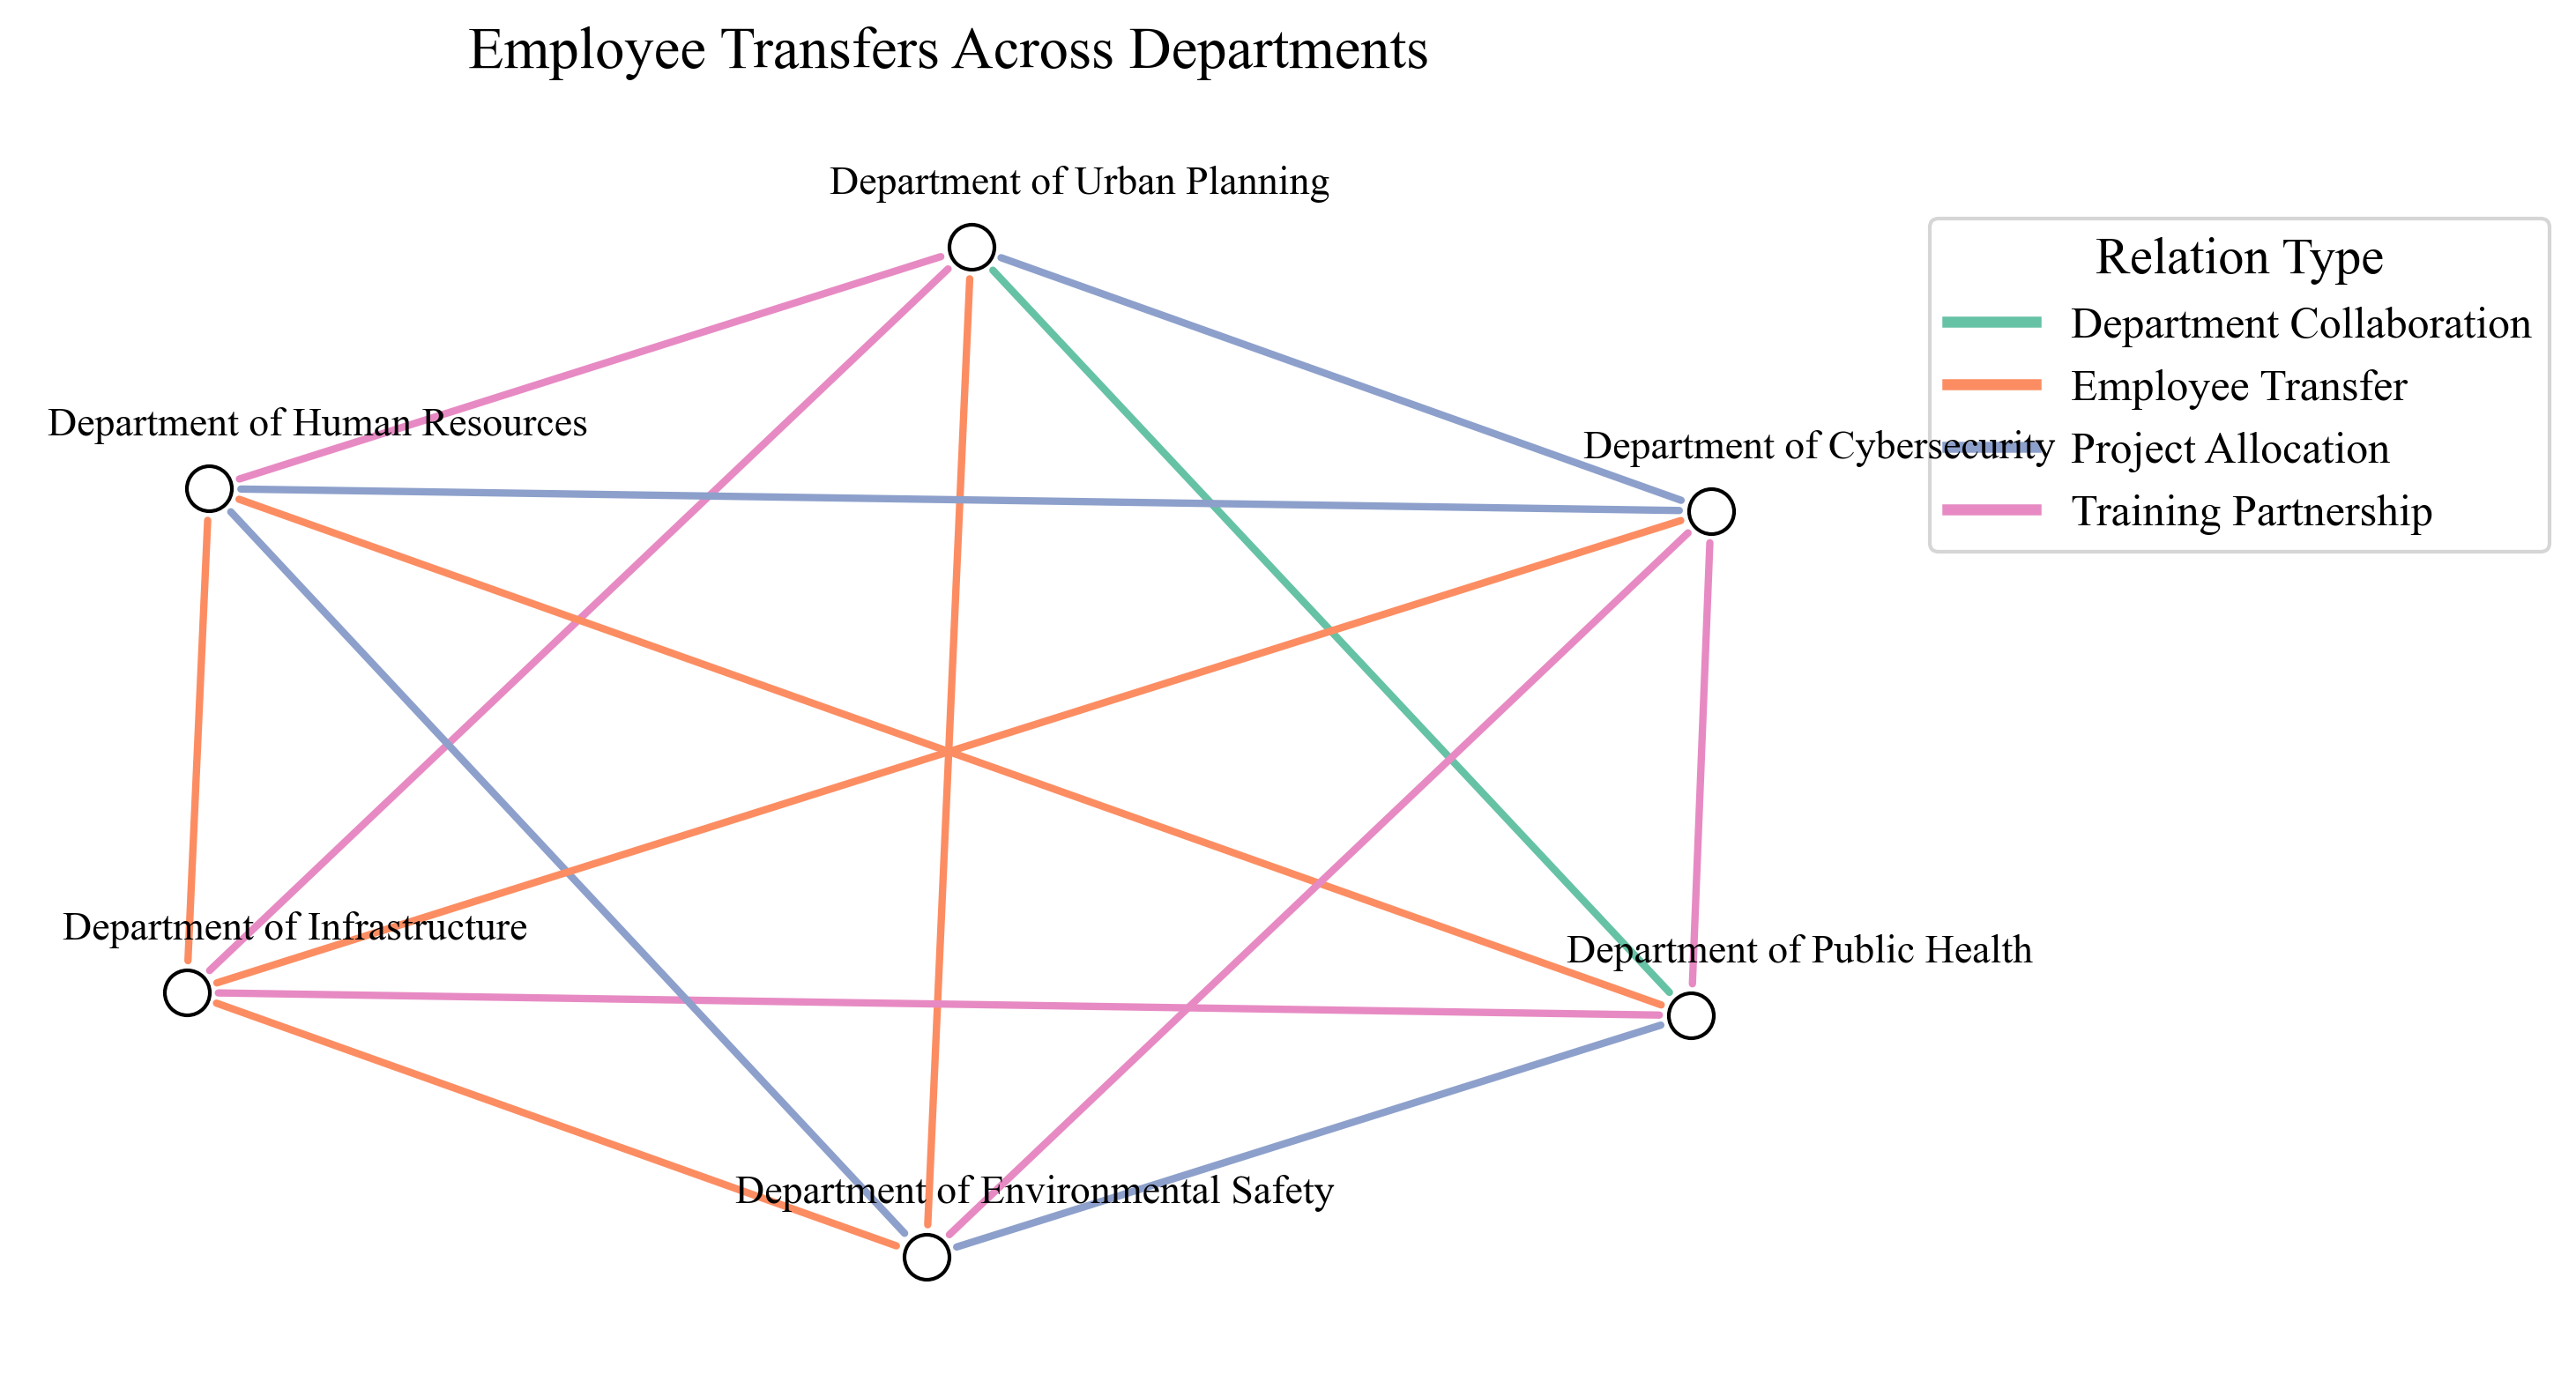 Employee Transfers Across Departments
Department of Urban Planning
Relation Type
Department Collaboration
Employee Transfer
Department of Human Resources
Department of Cybersecurity
Project Allocation
Training Partnership
Department of Infrastructure
Department of Public Health
Department of Environmental Safety